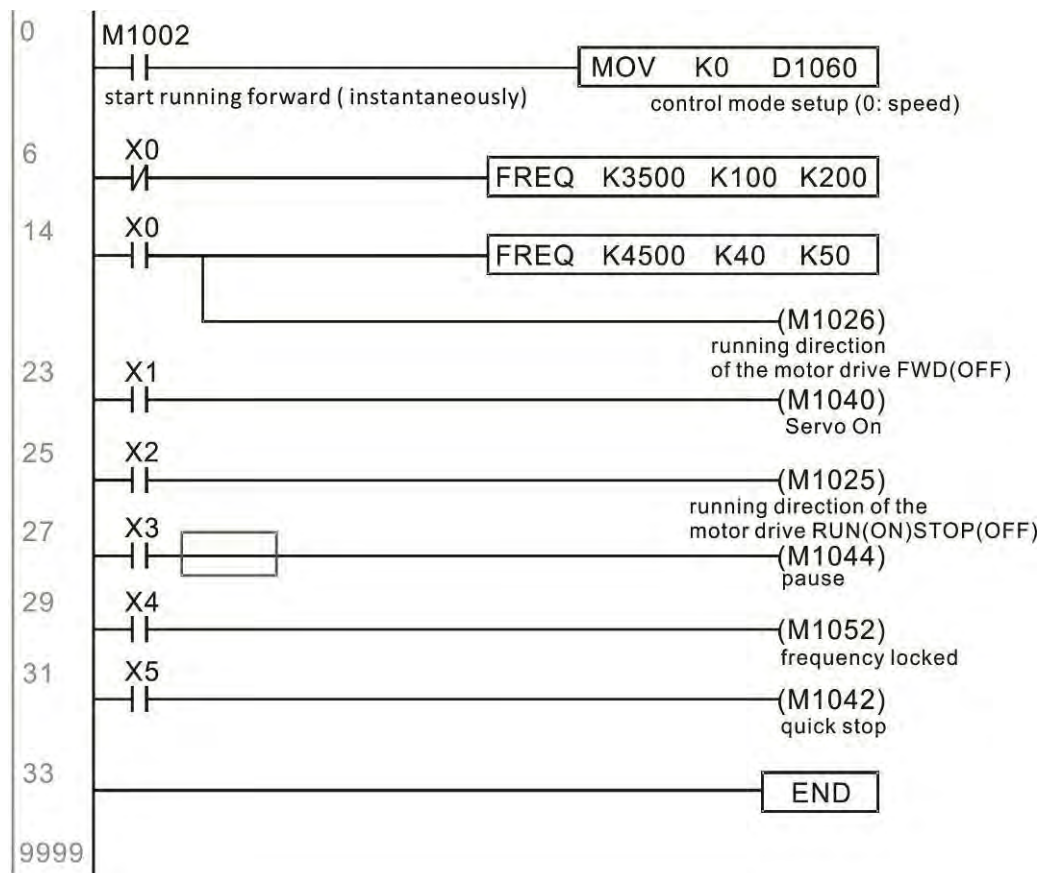 0
M1002
MOV K0 D1060
start running forward ( instantaneously)
control mode setup (0: speed)
6
X0
FREQ K3500 K100 K200
14
X0
FREQ K4500 K40 K50
(M1026)
running direction
of the motor drive FWD(OFF)
23
X1
(M1040)
Servo On
25
X2
(M1025)
running direction of the
motor drive RUN(ON)STOP(OFF)
27
X3
(M1044)
pause
29
X4
(M1052)
frequency locked
31
X5
(M1042)
quick stop
33
END
9999